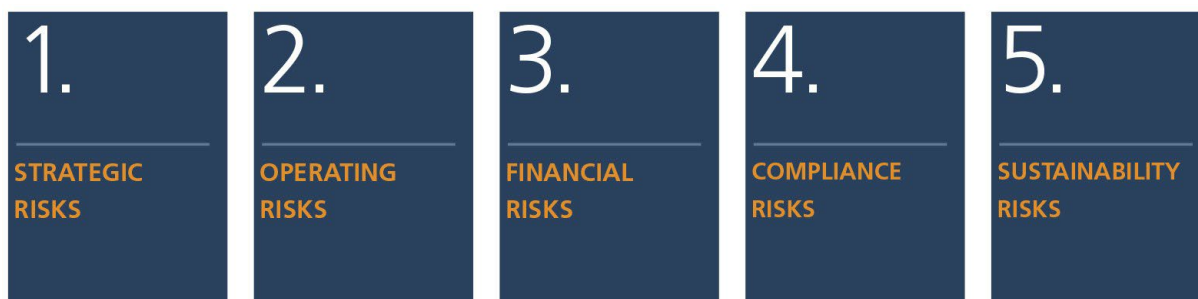 1.
STRATEGIC
RISKS
2.
OPERATING
RISKS
3.
FINANCIAL
RISKS
4.
COMPLIANCE
RISKS
5.
SUSTAINABILITY
RISKS